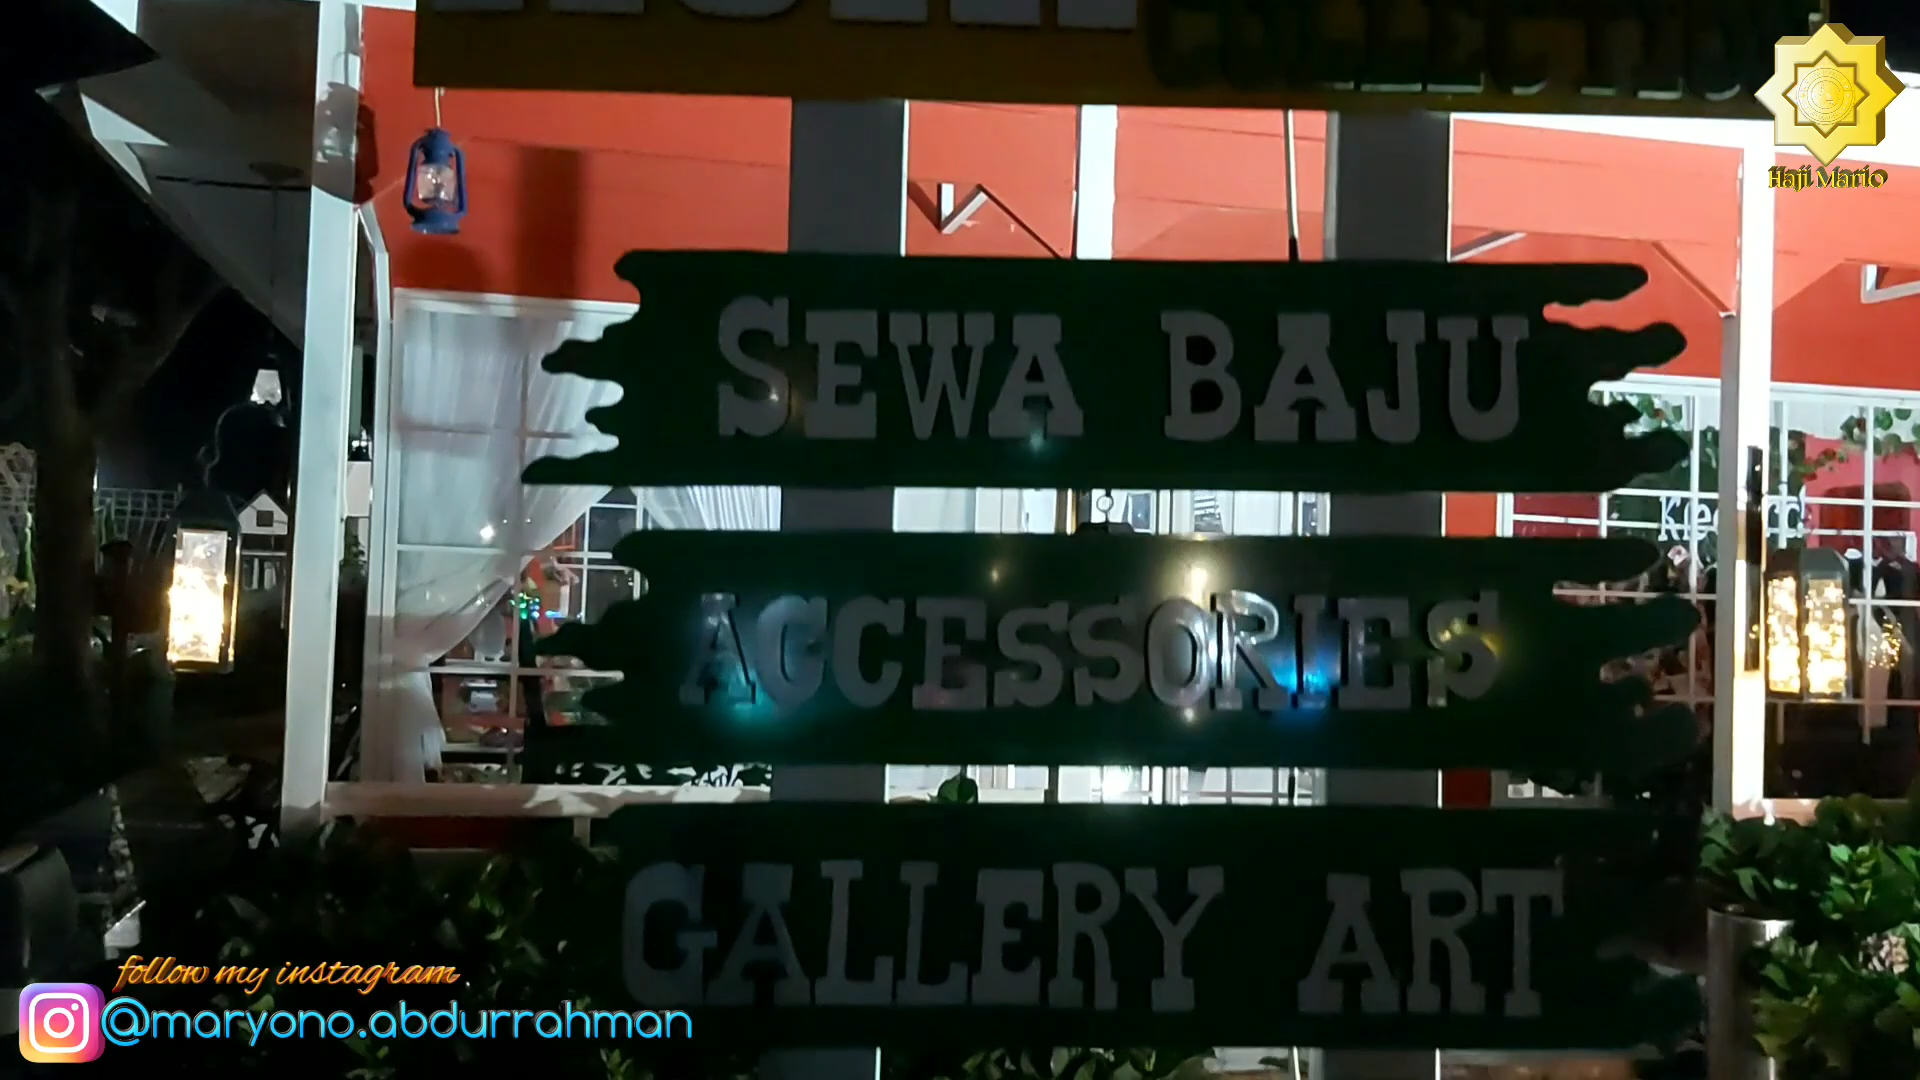 Haji Mario
SEWA BAJU
ACCESSORIES
GALLERY ART
follow my instagram
@maryono.abdurrahman